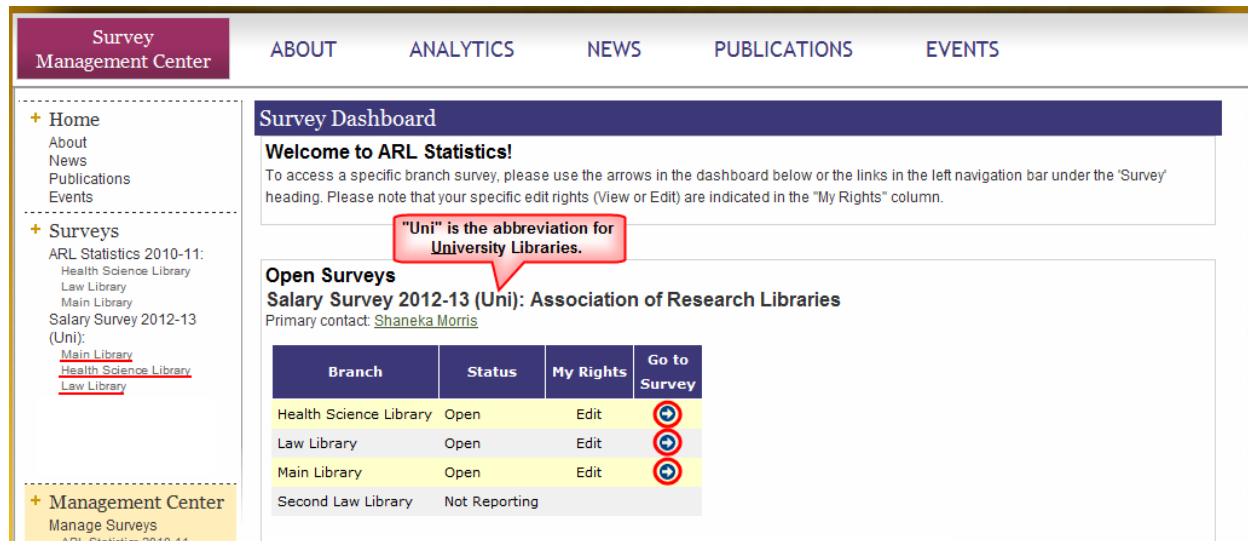 Survey
Management Center
ABOUT ANALYTICS NEWS PUBLICATIONS EVENTS
+ Home
About
News
Publications
Events
+ Surveys
ARL Statistics 2010-11:
Health Science Library
Law Library
Main Library
Salary Survey 2012-13
(Uni):
Main Library
Health Science Library
Law Library
+ Management Center
Manage Surveys
ARL Statistics 2010-11
Survey Dashboard
Welcome to ARL Statistics!
To access a specific branch survey, please use the arrows in the dashboard below or the links in the left navigation bar under the 'Survey'
heading. Please note that your specific edit rights (View or Edit) are indicated in the "My Rights" column.
"Uni" is the abbreviation for
University Libraries.
Open Surveys
Salary Survey 2012-13 (Uni): Association of Research Libraries
Primary contact: Shaneka Morris
Branch Status My Rights Go to Survey
Health Science Library Open Edit
Law Library Open Edit
Main Library Open Edit
Second Law Library Not Reporting